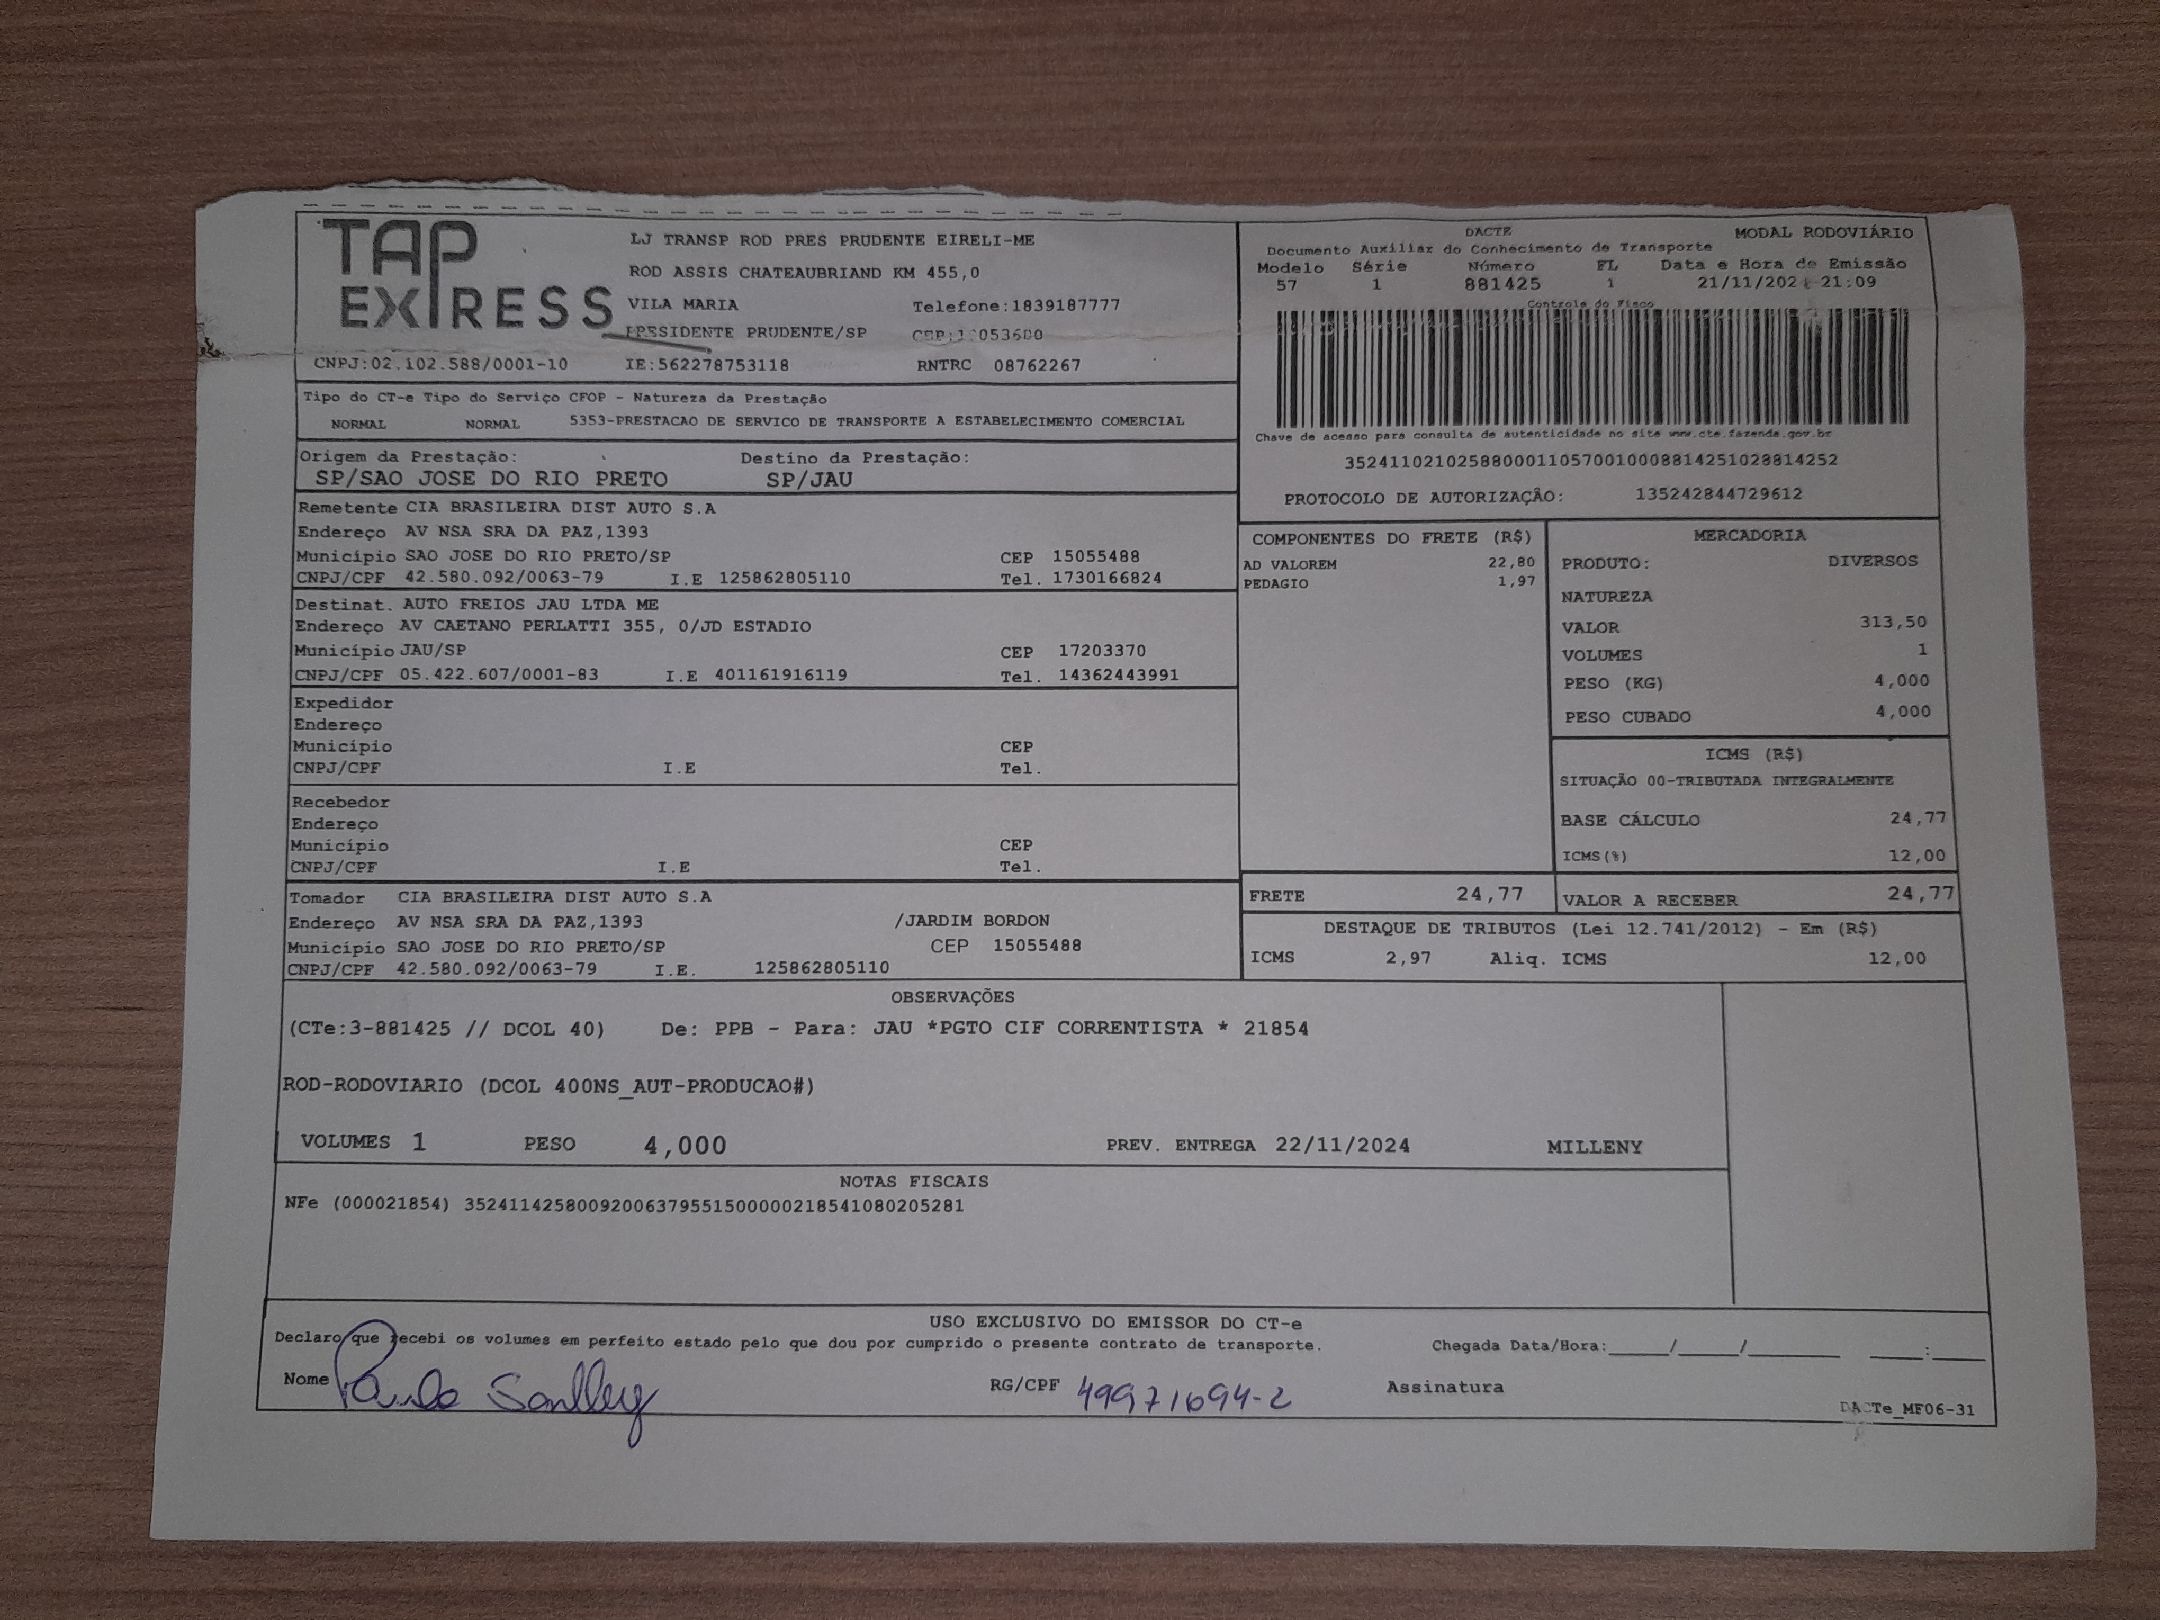 TAP
EXPRESS
LJ TRANSP ROD PRES PRUDENTE EIRELI-ME
ROD ASSIS CHATEAUBRIAND KM 455,0
VILA MARIA Telefone:1839187777
PRESIDENTE PRUDENTE/SP
CNPJ:02.102.588/0001-10 IE:562278753118 RNTRC 08762267
DACTE MODAL RODOVIÁRIO
Documento Auxiliar do Conhecimento de Transporte
Modelo Série Número FL Data e Hora de Emissão
57 1 881425 1 21:09
Controle do Fisco
Chave de acesso para consulta de autenticidade no site www.cte.fazenda.gov.br
35241102102588000110570010008814251028814252
PROTOCOLO DE AUTORIZAÇÃO: 135242844729612
Tipo do CT-e Tipo do Serviço CFOP - Natureza da Prestação
NORMAL NORMAL 5353-PRESTACAO DE SERVICO DE TRANSPORTE A ESTABELECIMENTO COMERCIAL
Origem da Prestação: Destino da Prestação:
SP/SAO JOSE DO RIO PRETO SP/JAU
Remetente CIA BRASILEIRA DIST AUTO S.A
Endereço AV NSA SRA DA PAZ,1393
Município SAO JOSE DO RIO PRETO/SP CEP 15055488
CNPJ/CPF 42.580.092/0063-79 I.E 125862805110 Tel. 1730166824
Destinat. AUTO FREIOS JAU LTDA ME
Endereço AV CAETANO PERLATTI 355, 0/JD ESTADIO
Município JAU/SP CEP 17203370
CNPJ/CPF 05.422.607/0001-83 I.E 401161916119 Tel. 14362443991
Expedidor
Endereço
Município CEP
CNPJ/CPF I.E Tel.
Recebedor
Endereço
Município CEP
CNPJ/CPF I.E Tel.
Tomador CIA BRASILEIRA DIST AUTO S.A
Endereço AV NSA SRA DA PAZ,1393 /JARDIM BORDON
Município SAO JOSE DO RIO PRETO/SP CEP 15055488
CNPJ/CPF 42.580.092/0063-79 I.E. 125862805110
COMPONENTES DO FRETE (R$)
AD VALOREM 22,80
PEDAGIO 1,97
MERCADORIA
PRODUTO: DIVERSOS
NATUREZA
VALOR 313,50
VOLUMES 1
PESO (KG) 4,000
PESO CUBADO 4,000
ICMS (R$)
SITUAÇÃO 00-TRIBUTADA INTEGRALMENTE
BASE CÁLCULO 24,77
ICMS(%) 12,00
FRETE 24,77 VALOR A RECEBER 24,77
DESTAQUE DE TRIBUTOS (Lei 12.741/2012) - Em (R$)
ICMS 2,97 Aliq. ICMS 12,00
OBSERVAÇÕES
(CTe:3-881425 // DCOL 40) De: PPB - Para: JAU *PGTO CIF CORRENTISTA * 21854
ROD-RODOVIARIO (DCOL 400NS_AUT-PRODUCAO#)
VOLUMES 1 PESO 4,000 PREV. ENTREGA 22/11/2024 MILLENY
NOTAS FISCAIS
NFe (000021854) 35241142580092006379551500000218541080205281
USO EXCLUSIVO DO EMISSOR DO CT-e
Declaro que recebi os volumes em perfeito estado pelo que dou por cumprido o presente contrato de transporte. Chegada Data/Hora:_____/_____/________ ____:____
Nome RG/CPF 49971694-2 Assinatura
DACTe_MF06-31